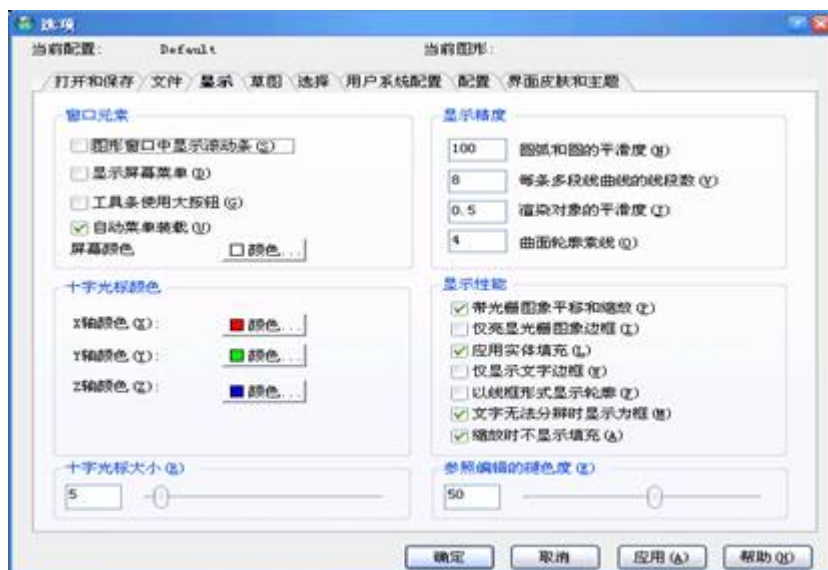 选项
当前配置: Default 当前图形:
打开和保存 文件 显示 草图 选择 用户系统配置 配置 界面皮肤和主题
窗口元素
图形窗口中显示滚动条(S)
显示屏幕菜单(D)
工具条使用大按钮(G)
自动菜单装载(U)
屏幕颜色 颜色...
十字光标颜色
X轴颜色(X): 颜色...
Y轴颜色(Y): 颜色...
Z轴颜色(Z): 颜色...
十字光标大小(R)
5
显示精度
100 圆弧和圆的平滑度(N)
8 每条多段线曲线的线段数(V)
0.5 渲染对象的平滑度(J)
4 曲面轮廓素线(O)
显示性能
带光栅图象平移和缩放(P)
仅亮显光栅图象边框(I)
应用实体填充(L)
仅显示文字边框(W)
以线框形式显示轮廓(F)
文字无法分辨时显示为框(M)
缩放时不显示填充(A)
参照编辑的褪色度(E)
50
确定 取消 应用(A) 帮助(H)